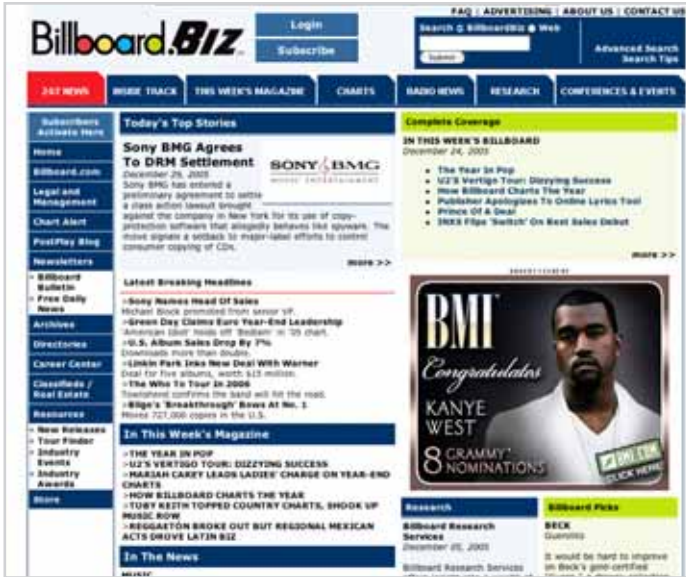 FAQ | ADVERTISING | ABOUT US | CONTACT US
Billboard.Biz
Login
Subscribe
Search BillboardBiz Web
Submit
Advanced Search
Search Tips
24/7 NEWS
INSIDE TRACK
THIS WEEK'S MAGAZINE
CHARTS
RADIO NEWS
RESEARCH
CONFERENCES & EVENTS
Subscribers
Activate Here
Home
Billboard.com
Legal and
Management
Chart Alert
PostPlay Blog
Newsletters
Billboard
Bulletin
Free Daily
News
Archives
Directories
Career Center
Classifieds /
Real Estate
Resources
New Releases
Tour Finder
Industry
Events
Industry
Awards
Store
Today's Top Stories
Sony BMG Agrees
To DRM Settlement
December 29, 2005
Sony BMG has entered a
preliminary agreement to settle
a class action lawsuit brought
against the company in New York for its use of copy-
protection software that allegedly behaves like spyware. The
move signals a setback to major-label efforts to control
consumer copying of CDs.
SONY BMG
MUSIC ENTERTAINMENT
more >>
Latest Breaking Headlines
>Sony Names Head Of Sales
Michael Block promoted from senior VP.
>Green Day Claims Euro Year-End Leadership
'American Idiot' holds off 'Bedlam' in '05 chart.
>U.S. Album Sales Drop By 7%
Downloads more than double.
>Linkin Park Inks New Deal With Warner
Deal for five albums, worth $15 million.
>The Who To Tour In 2006
Townshend confirms the band will hit the road.
>Blige's 'Breakthrough' Bows At No. 1
Moves 727,000 copies in the U.S.
In This Week's Magazine
>THE YEAR IN POP
>U2'S VERTIGO TOUR: DIZZYING SUCCESS
>MARIAH CAREY LEADS LADIES' CHARGE ON YEAR-END
CHARTS
>HOW BILLBOARD CHARTS THE YEAR
>TOBY KEITH TOPPED COUNTRY CHARTS, SHOOK UP
MUSIC ROW
>REGGAETÓN BROKE OUT BUT REGIONAL MEXICAN
ACTS DROVE LATIN BIZ
In The News
MUSIC
Complete Coverage
IN THIS WEEK'S BILLBOARD
December 24, 2005
The Year In Pop
U2'S Vertigo Tour: Dizzying Success
How Billboard Charts The Year
Publisher Apologizes To Online Lyrics Tool
Prince Of A Deal
INXS Flips 'Switch' On Best Sales Debut
more >>
ADVERTISEMENT
BMI
Congratulates
KANYE
WEST
8 GRAMMY
NOMINATIONS
BMI.COM
CLICK HERE
Research
Billboard Research
Services
December 05, 2005
Billboard Research Services
Billboard Picks
BECK
Guerolito
It would be hard to improve
on Beck's gold-certified